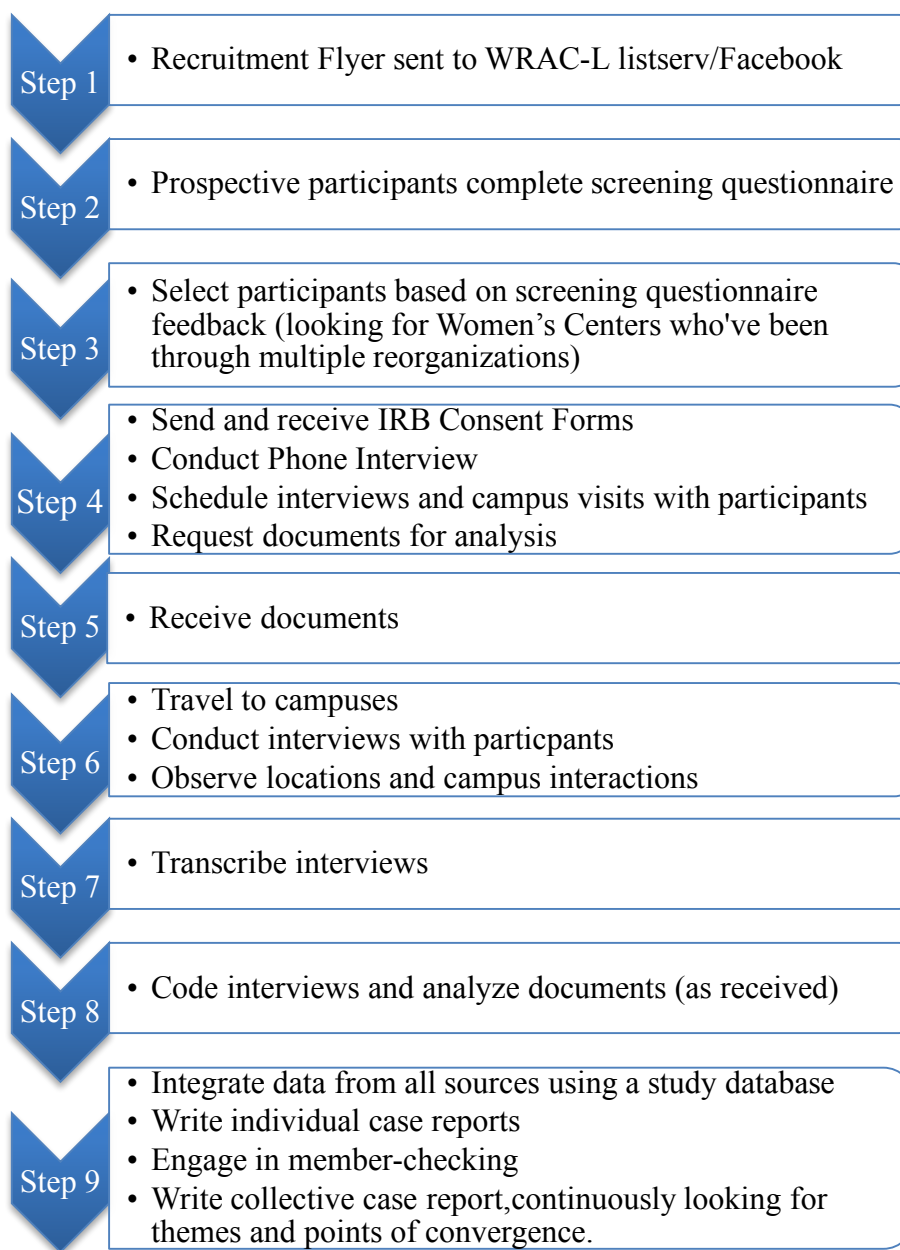 Step 1
• Recruitment Flyer sent to WRAC-L listserv/Facebook
Step 2
• Prospective participants complete screening questionnaire
Step 3
• Select participants based on screening questionnaire
feedback (looking for Women’s Centers who've been
through multiple reorganizations)
Step 4
• Send and receive IRB Consent Forms
• Conduct Phone Interview
• Schedule interviews and campus visits with participants
• Request documents for analysis
Step 5
• Receive documents
Step 6
• Travel to campuses
• Conduct interviews with particpants
• Observe locations and campus interactions
Step 7
• Transcribe interviews
Step 8
• Code interviews and analyze documents (as received)
Step 9
• Integrate data from all sources using a study database
• Write individual case reports
• Engage in member-checking
• Write collective case report,continuously looking for
themes and points of convergence.